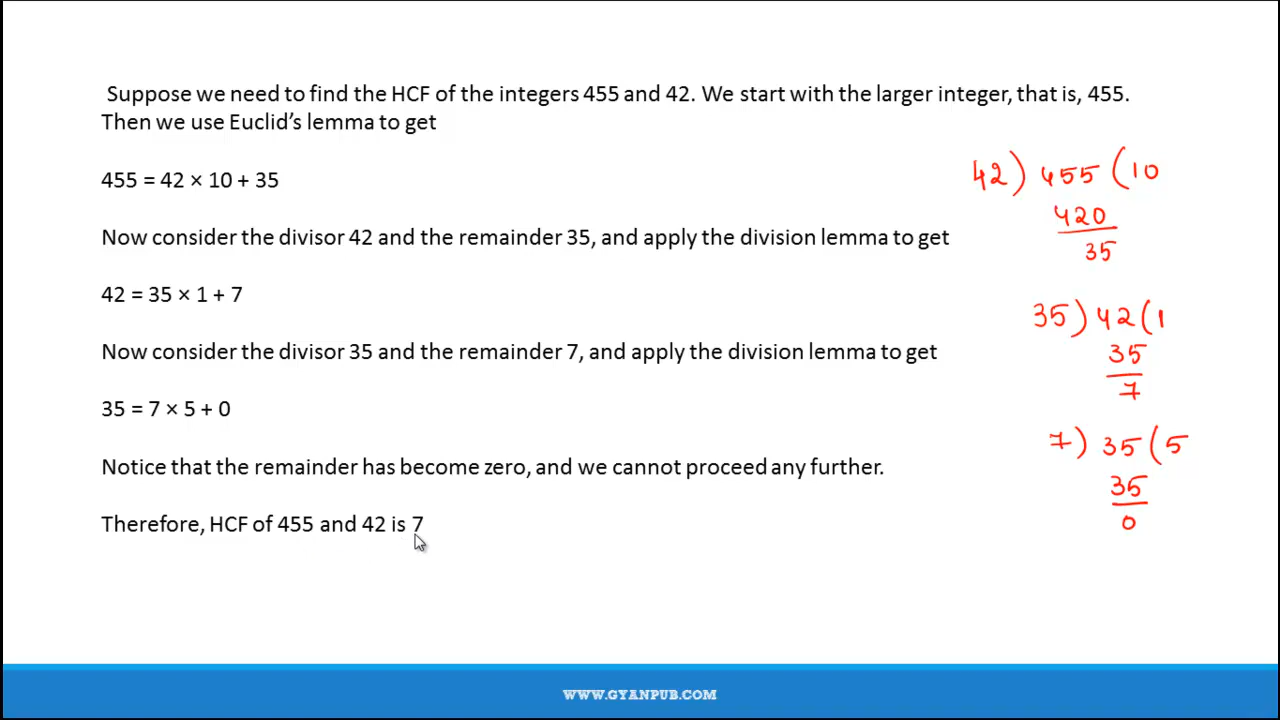 Suppose we need to find the HCF of the integers 455 and 42. We start with the larger integer, that is, 455.
Then we use Euclid’s lemma to get
455 = 42 × 10 + 35
Now consider the divisor 42 and the remainder 35, and apply the division lemma to get
42 = 35 × 1 + 7
Now consider the divisor 35 and the remainder 7, and apply the division lemma to get
35 = 7 × 5 + 0
Notice that the remainder has become zero, and we cannot proceed any further.
Therefore, HCF of 455 and 42 is 7
42 ) 455 ( 10
420
35
35 ) 42 ( 1
35
7
7 ) 35 ( 5
35
0
WWW.GYANPUB.COM